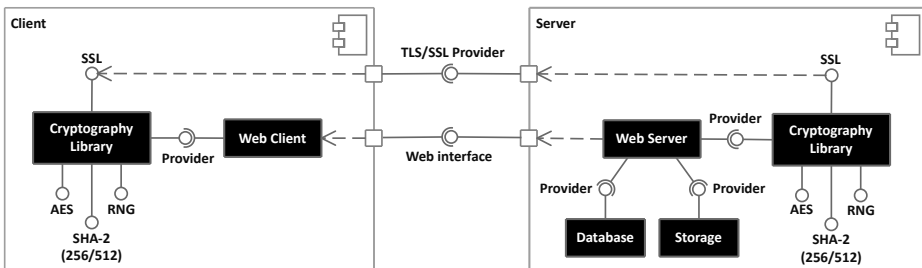 Client
Server
TLS/SSL Provider
SSL
SSL
Cryptography
Library
Provider
Web Client
Web interface
Web Server
Provider
Cryptography
Library
AES
RNG
SHA-2
(256/512)
Provider
Provider
Database
Storage
AES
RNG
SHA-2
(256/512)